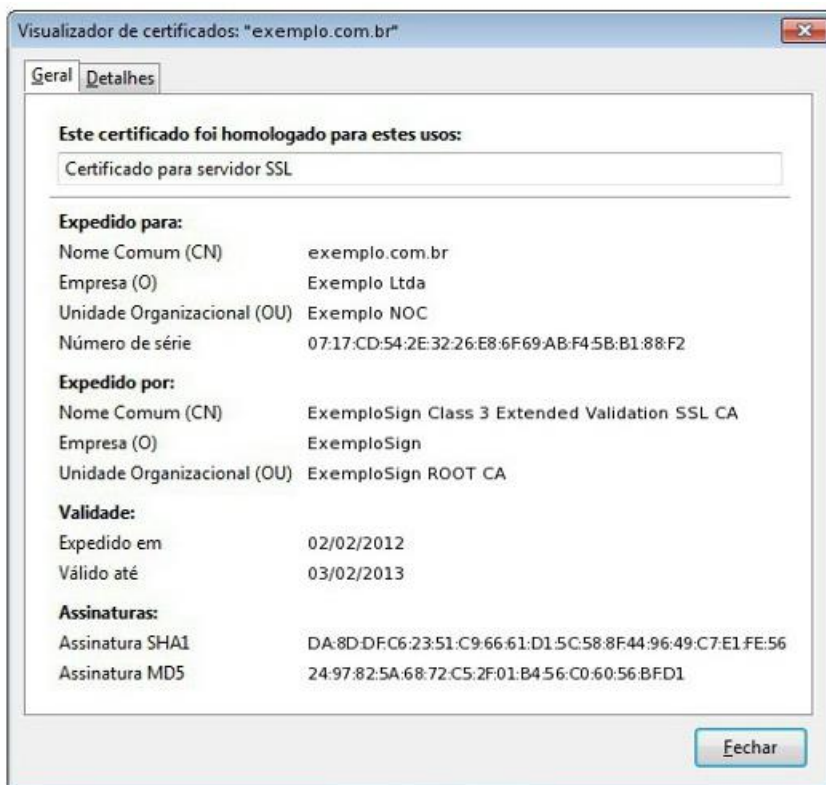 Visualizador de certificados: "exemplo.com.br"
Geral Detalhes
Este certificado foi homologado para estes usos:
Certificado para servidor SSL
Expedido para:
Nome Comum (CN) exemplo.com.br
Empresa (O) Exemplo Ltda
Unidade Organizacional (OU) Exemplo NOC
Número de série 07:17:CD:54:2E:32:26:E8:6F:69:AB:F4:5B:B1:88:F2
Expedido por:
Nome Comum (CN) ExemploSign Class 3 Extended Validation SSL CA
Empresa (O) ExemploSign
Unidade Organizacional (OU) ExemploSign ROOT CA
Validade:
Expedido em 02/02/2012
Válido até 03/02/2013
Assinaturas:
Assinatura SHA1 DA:8D:DF:C6:23:51:C9:66:61:D1:5C:58:8F:44:96:49:C7:E1:FE:56
Assinatura MD5 24:97:82:5A:68:72:C5:2F:01:B4:56:C0:60:56:BF:D1
Fechar